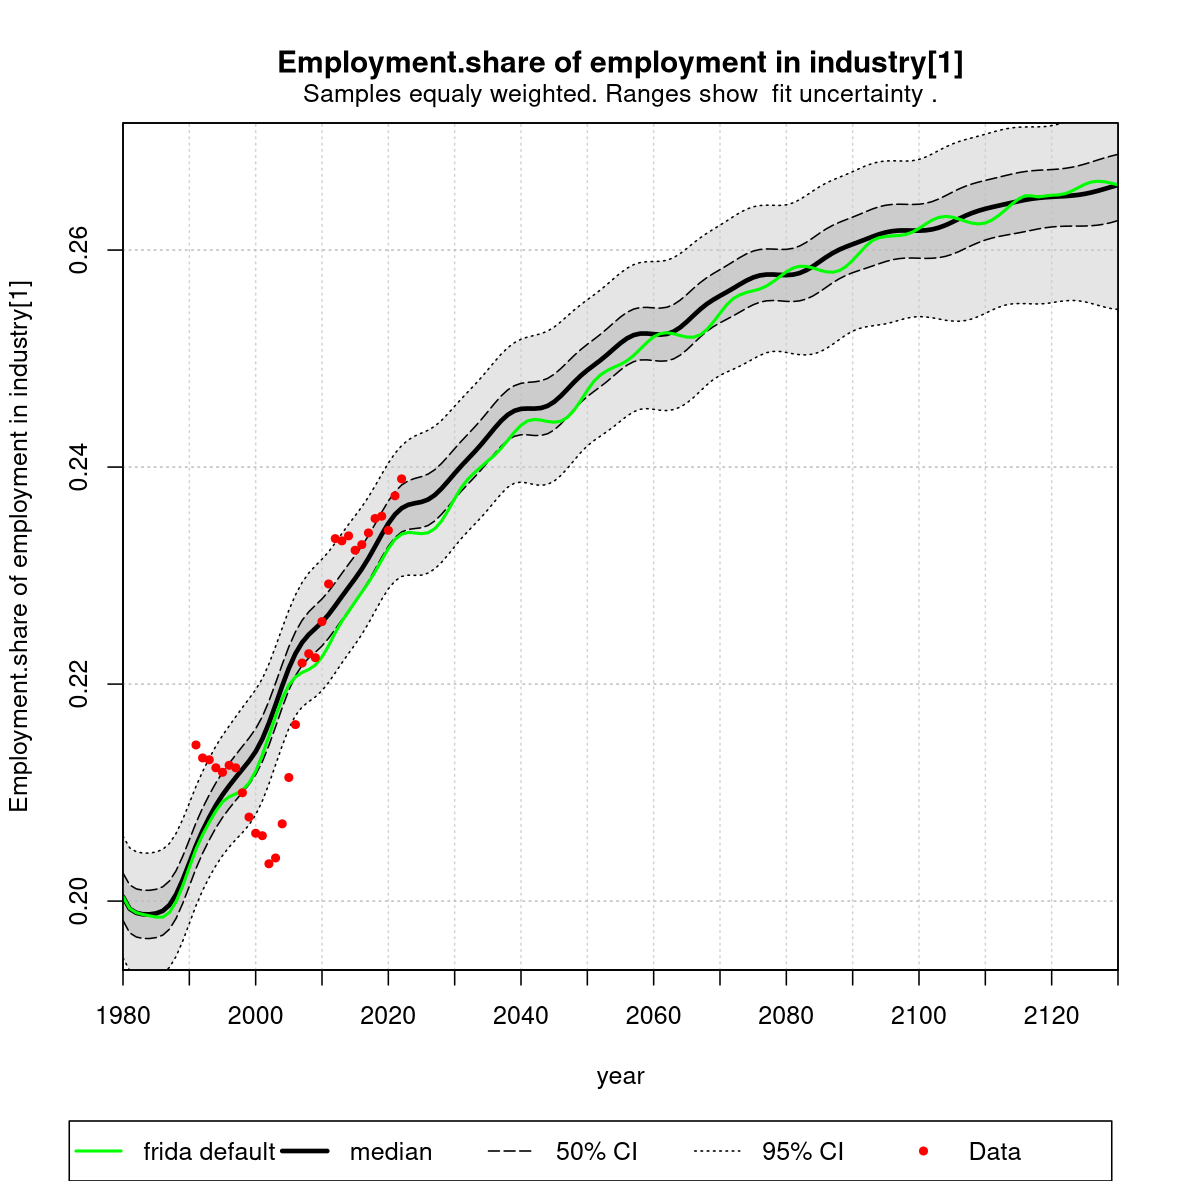 Employment.share of employment in industry[1]
Samples equaly weighted. Ranges show  fit uncertainty .
Employment.share of employment in industry[1]
0.26
0.24
0.22
0.20
1980 2000 2020 2040 2060 2080 2100 2120
year
frida default median 50% CI 95% CI Data